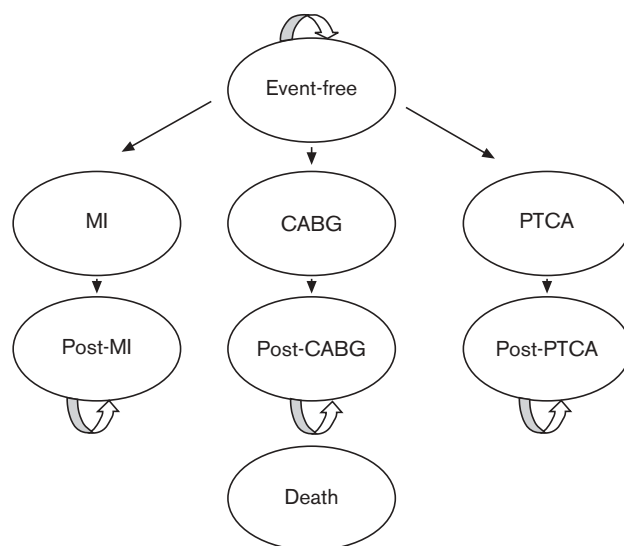 Event-free
MI
CABG
PTCA
Post-MI
Post-CABG
Post-PTCA
Death